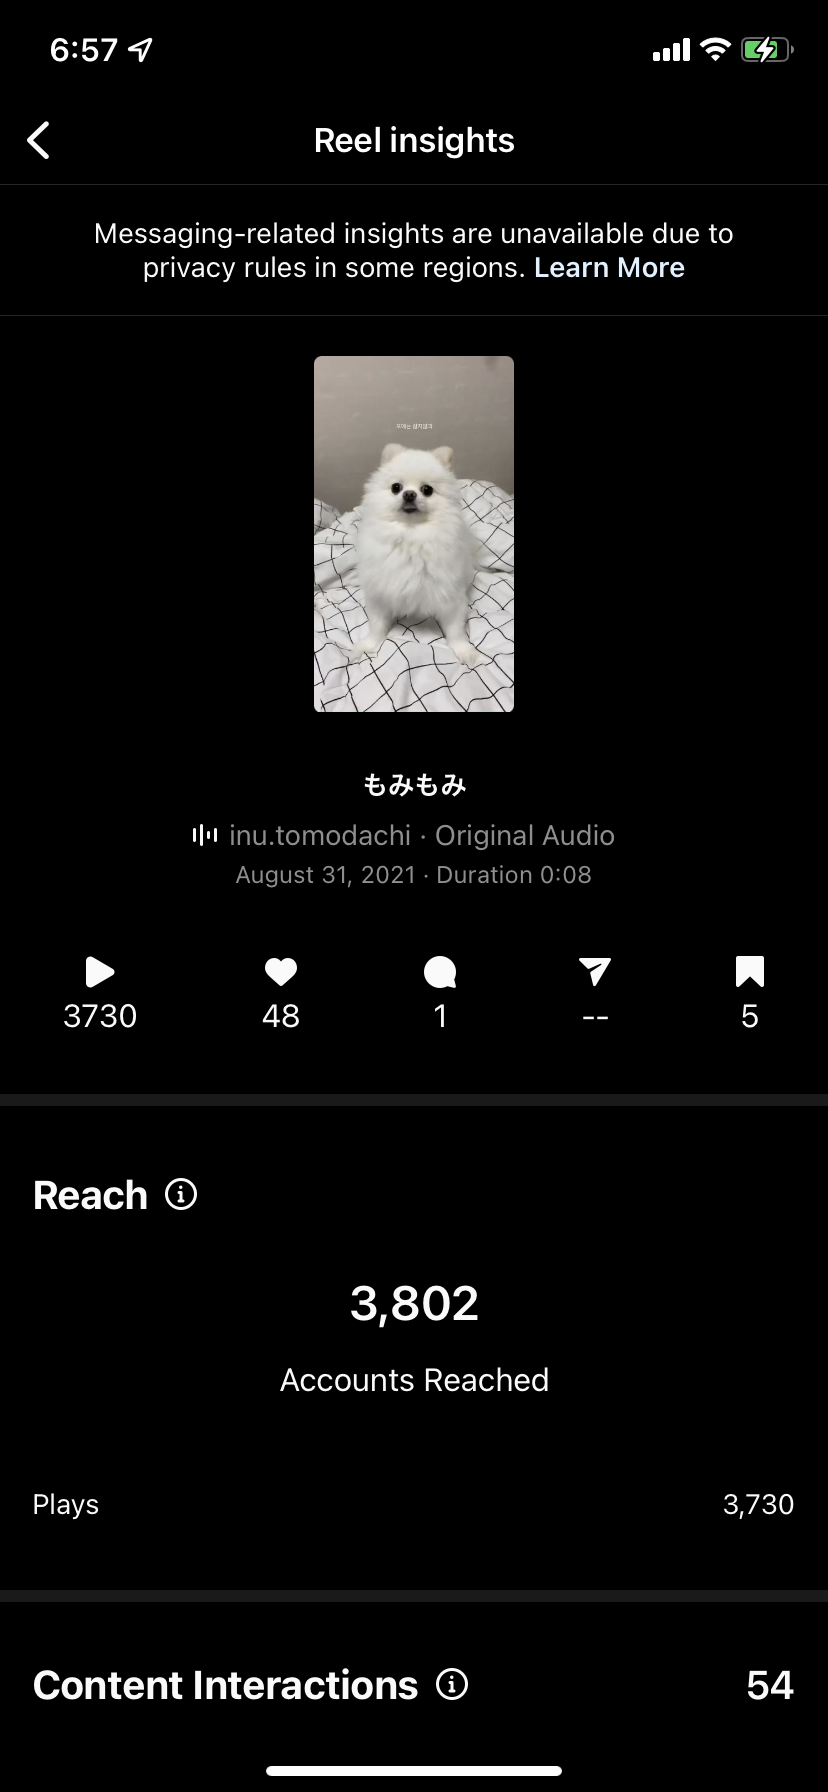 6:57
Reel insights
Messaging-related insights are unavailable due to
privacy rules in some regions. Learn More
もみもみ
inu.tomodachi · Original Audio
August 31, 2021 · Duration 0:08
3730 48 1 -- 5
Reach
3,802
Accounts Reached
Plays 3,730
Content Interactions 54